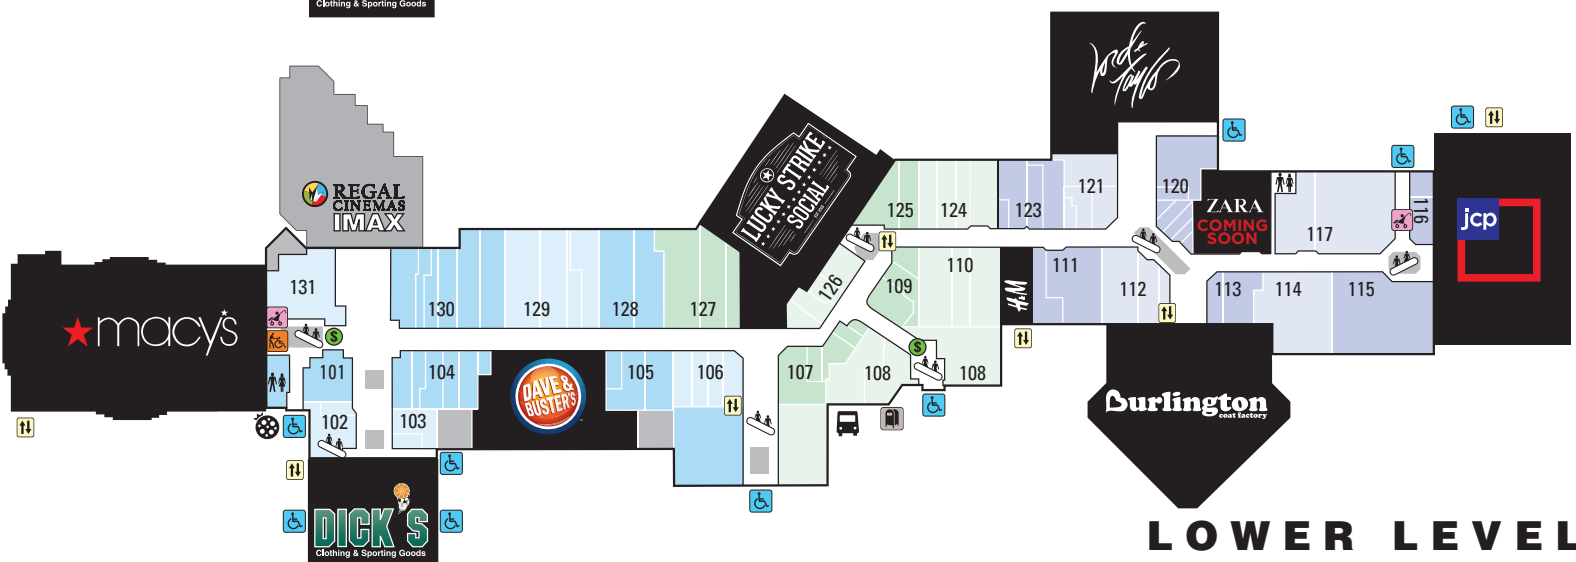 Clothing & Sporting Goods
Lord & Taylor
REGAL
CINEMAS
IMAX
LUCKY STRIKE
SOCIAL
125
124
123
121
120
ZARA
COMING
SOON
117
116
jcp
131
macy's
130
129
128
127
126
109
110
H&M
111
112
113
114
115
$
101
102
103
104
DAVE &
BUSTER'S
105
106
107
108
$
108
Burlington
coat factory
DICK'S
Clothing & Sporting Goods
LOWER LEVEL